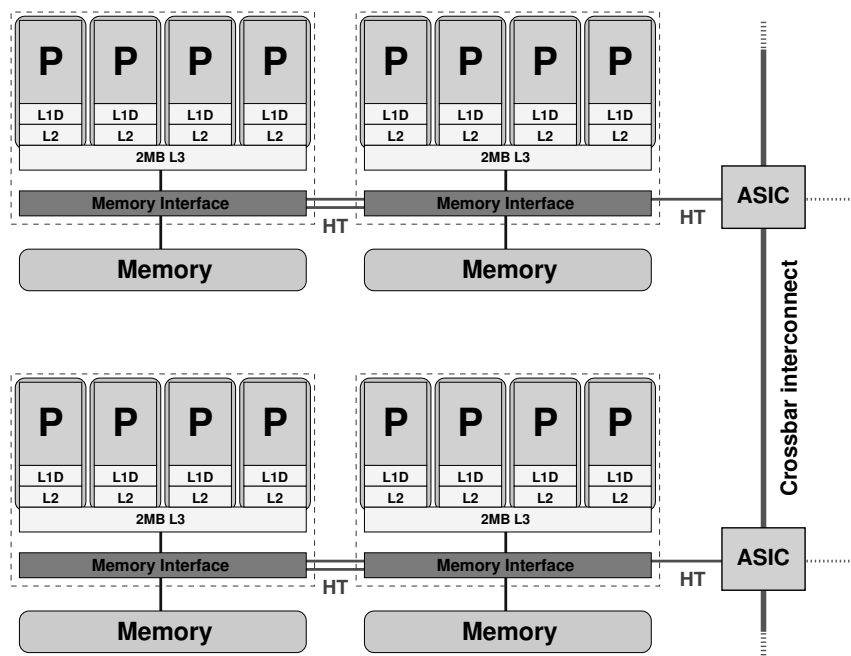 P P P P P P P P
L1D L1D L1D L1D L1D L1D L1D L1D
L2 L2 L2 L2 L2 L2 L2 L2
2MB L3 2MB L3
Memory Interface Memory Interface ASIC
HT HT
Memory Memory
Crossbar interconnect
P P P P P P P P
L1D L1D L1D L1D L1D L1D L1D L1D
L2 L2 L2 L2 L2 L2 L2 L2
2MB L3 2MB L3
Memory Interface Memory Interface ASIC
HT HT
Memory Memory